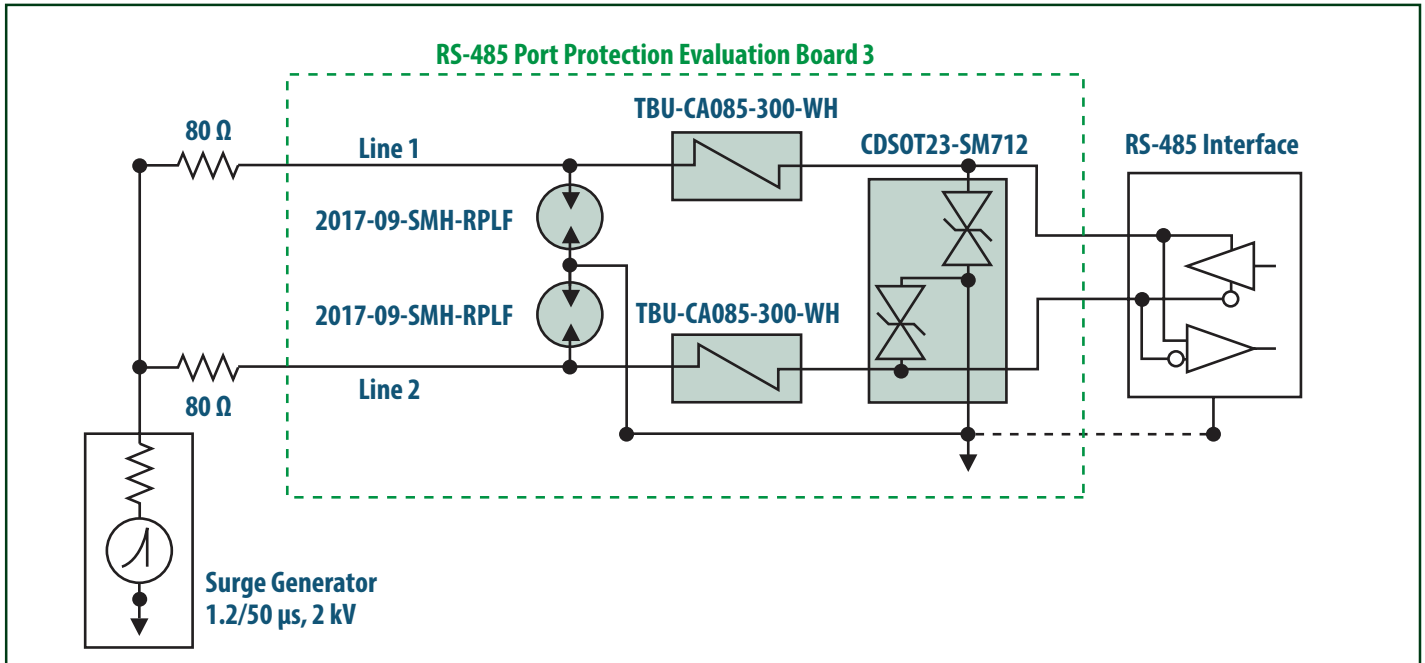 RS-485 Port Protection Evaluation Board 3
TBU-CA085-300-WH
80 Ω
Line 1
CDSOT23-SM712
RS-485 Interface
2017-09-SMH-RPLF
2017-09-SMH-RPLF
TBU-CA085-300-WH
Line 2
80 Ω
Surge Generator
1.2/50 µs, 2 kV